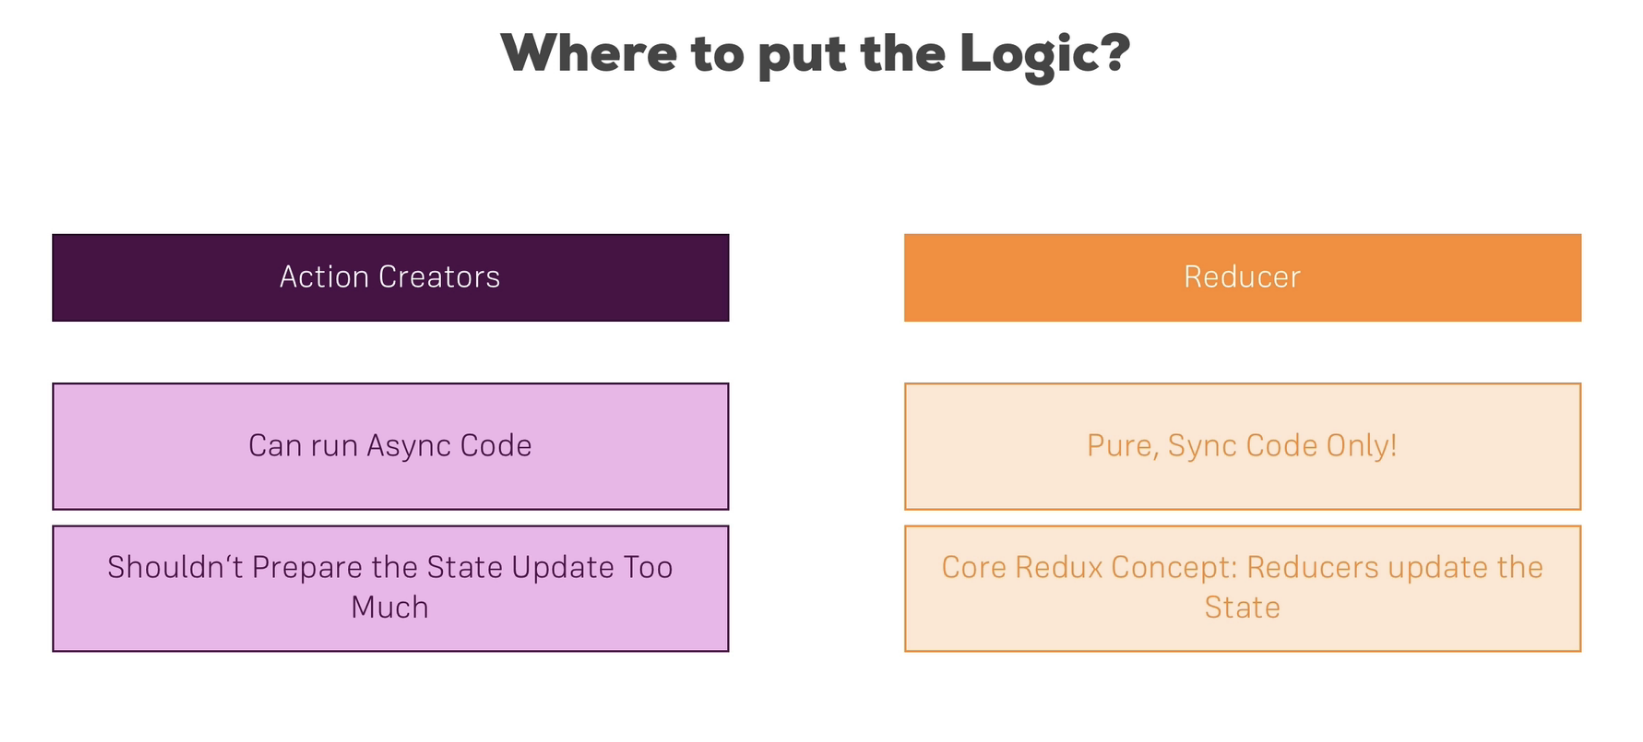 Where to put the Logic?
Action Creators
Reducer
Can run Async Code
Pure, Sync Code Only!
Shouldn‘t Prepare the State Update Too
Much
Core Redux Concept: Reducers update the
State